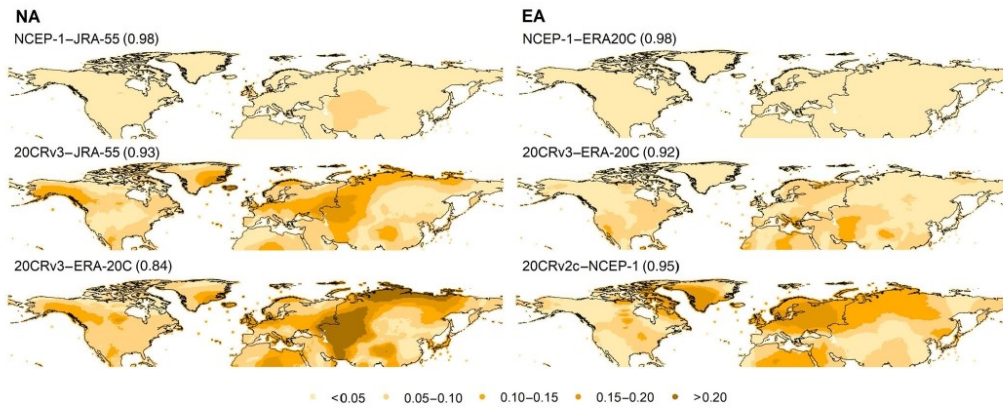 NA
NCEP-1–JRA-55 (0.98)
20CRv3–JRA-55 (0.93)
20CRv3–ERA-20C (0.84)
EA
NCEP-1–ERA20C (0.98)
20CRv3–ERA-20C (0.92)
20CRv2c–NCEP-1 (0.95)
<0.05 0.05–0.10 0.10–0.15 0.15–0.20 >0.20